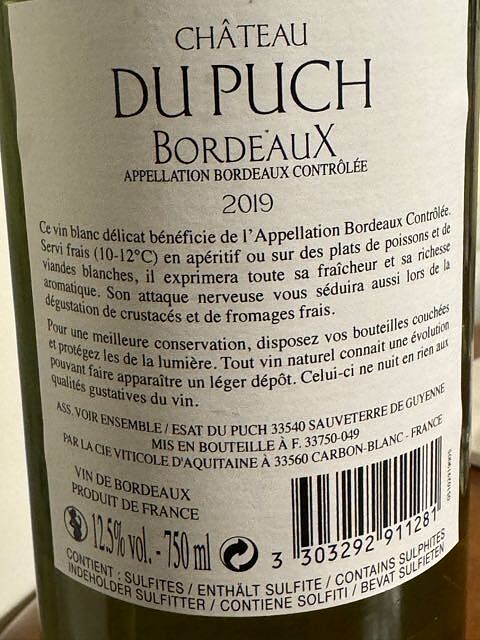 CHÂTEAU
DU PUCH
BORDEAUX
APPELLATION BORDEAUX CONTRÔLÉE
2019
Ce vin blanc délicat bénéficie de l'Appellation Bordeaux Contrôlée.
Servi frais (10-12°C) en apéritif ou sur des plats de poissons et de
viandes blanches, il exprimera toute sa fraîcheur et sa richesse
aromatique. Son attaque nerveuse vous séduira aussi lors de la
dégustation de crustacés et de fromages frais.
Pour une meilleure conservation, disposez vos bouteilles couchées
et protégez les de la lumière. Tout vin naturel connait une évolution
pouvant faire apparaître un léger dépôt. Celui-ci ne nuit en rien aux
qualités gustatives du vin.
ASS. VOIR ENSEMBLE / ESAT DU PUCH 33540 SAUVETERRE DE GUYENNE
MIS EN BOUTEILLE À F. 33750-049
PAR LA CIE VITICOLE D'AQUITAINE À 33560 CARBON-BLANC - FRANCE
VIN DE BORDEAUX
PRODUIT DE FRANCE
12.5% vol. - 750 ml
3 303292 911281
CONTIENT : SULFITES / ENTHÄLT SULFITE / CONTAINS SULPHITES
INDEHOLDER SULFITTER / CONTIENE SOLFITI / BEVAT SULFIETEN